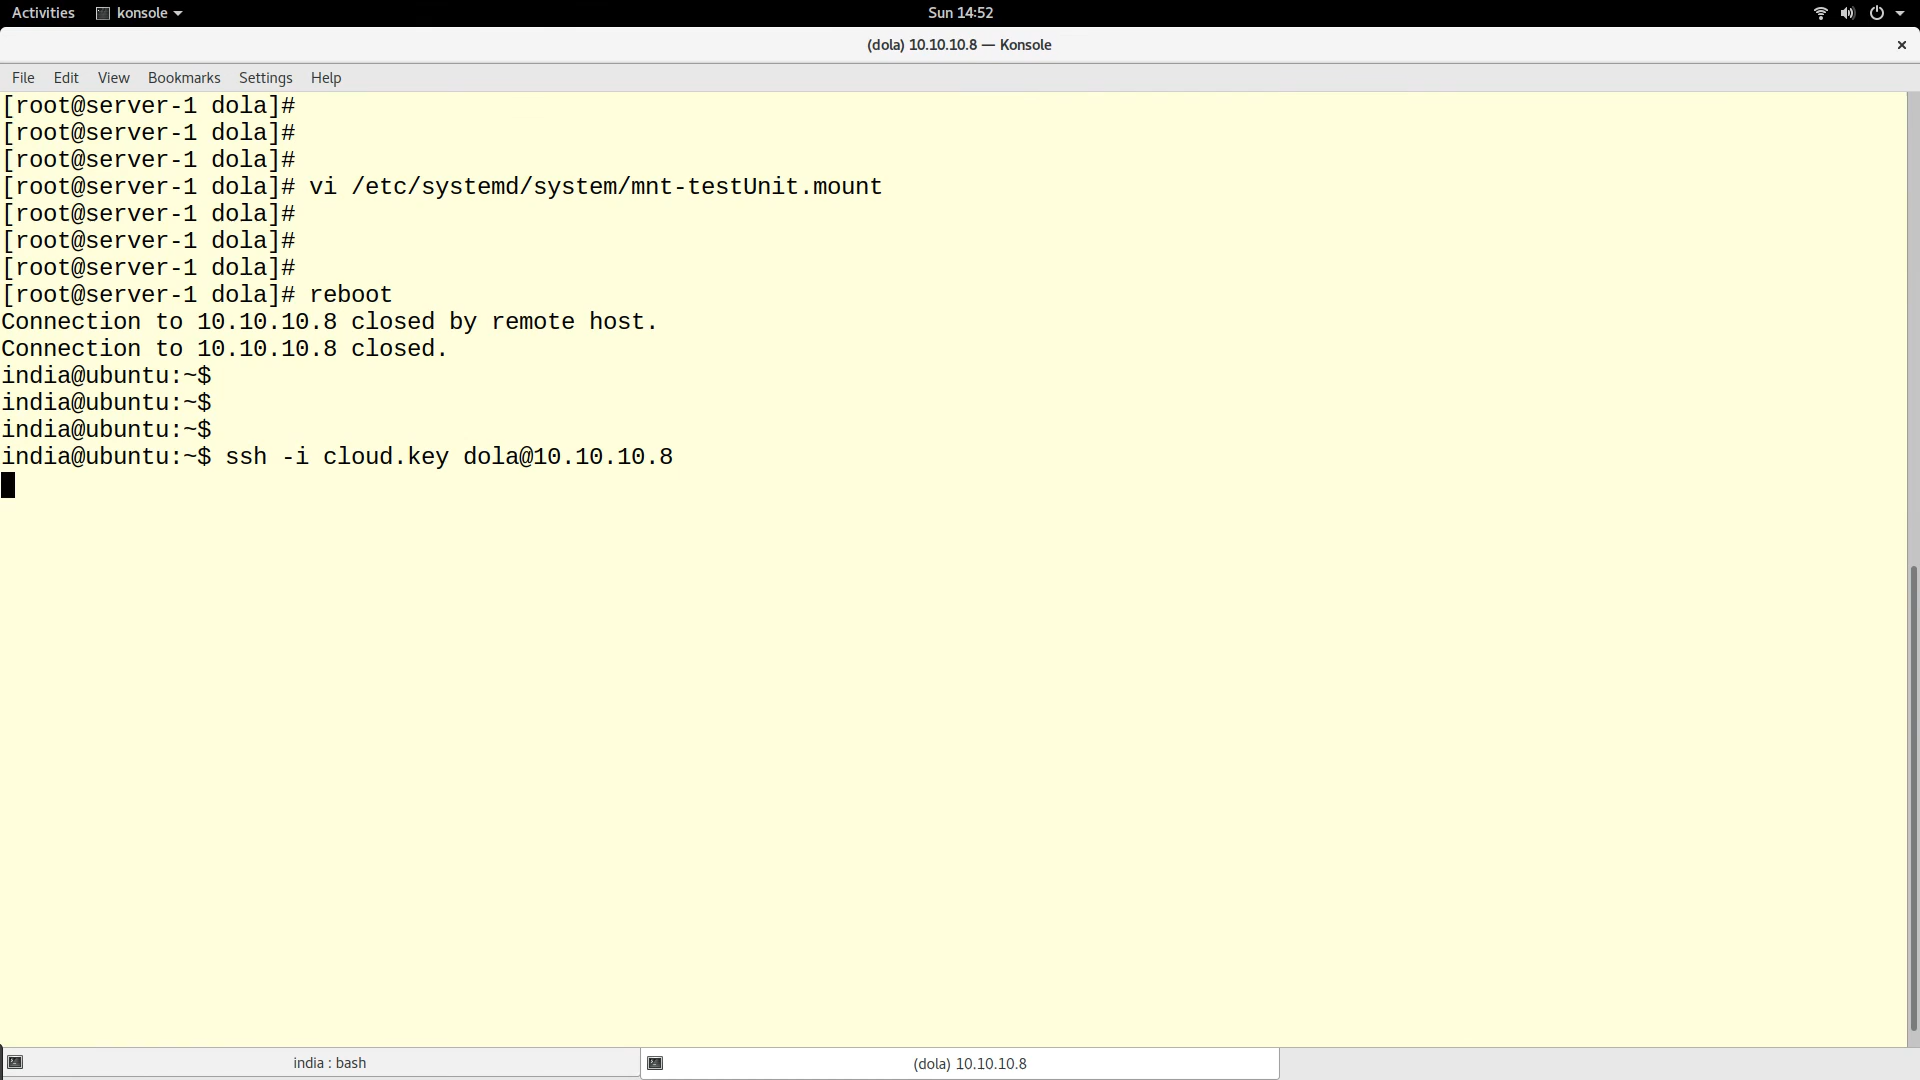 Activities konsole Sun 14:52
(dola) 10.10.10.8 — Konsole
File Edit View Bookmarks Settings Help
[root@server-1 dola]#
[root@server-1 dola]#
[root@server-1 dola]#
[root@server-1 dola]# vi /etc/systemd/system/mnt-testUnit.mount
[root@server-1 dola]#
[root@server-1 dola]#
[root@server-1 dola]#
[root@server-1 dola]# reboot
Connection to 10.10.10.8 closed by remote host.
Connection to 10.10.10.8 closed.
india@ubuntu:~$
india@ubuntu:~$
india@ubuntu:~$
india@ubuntu:~$ ssh -i cloud.key dola@10.10.10.8
india : bash (dola) 10.10.10.8